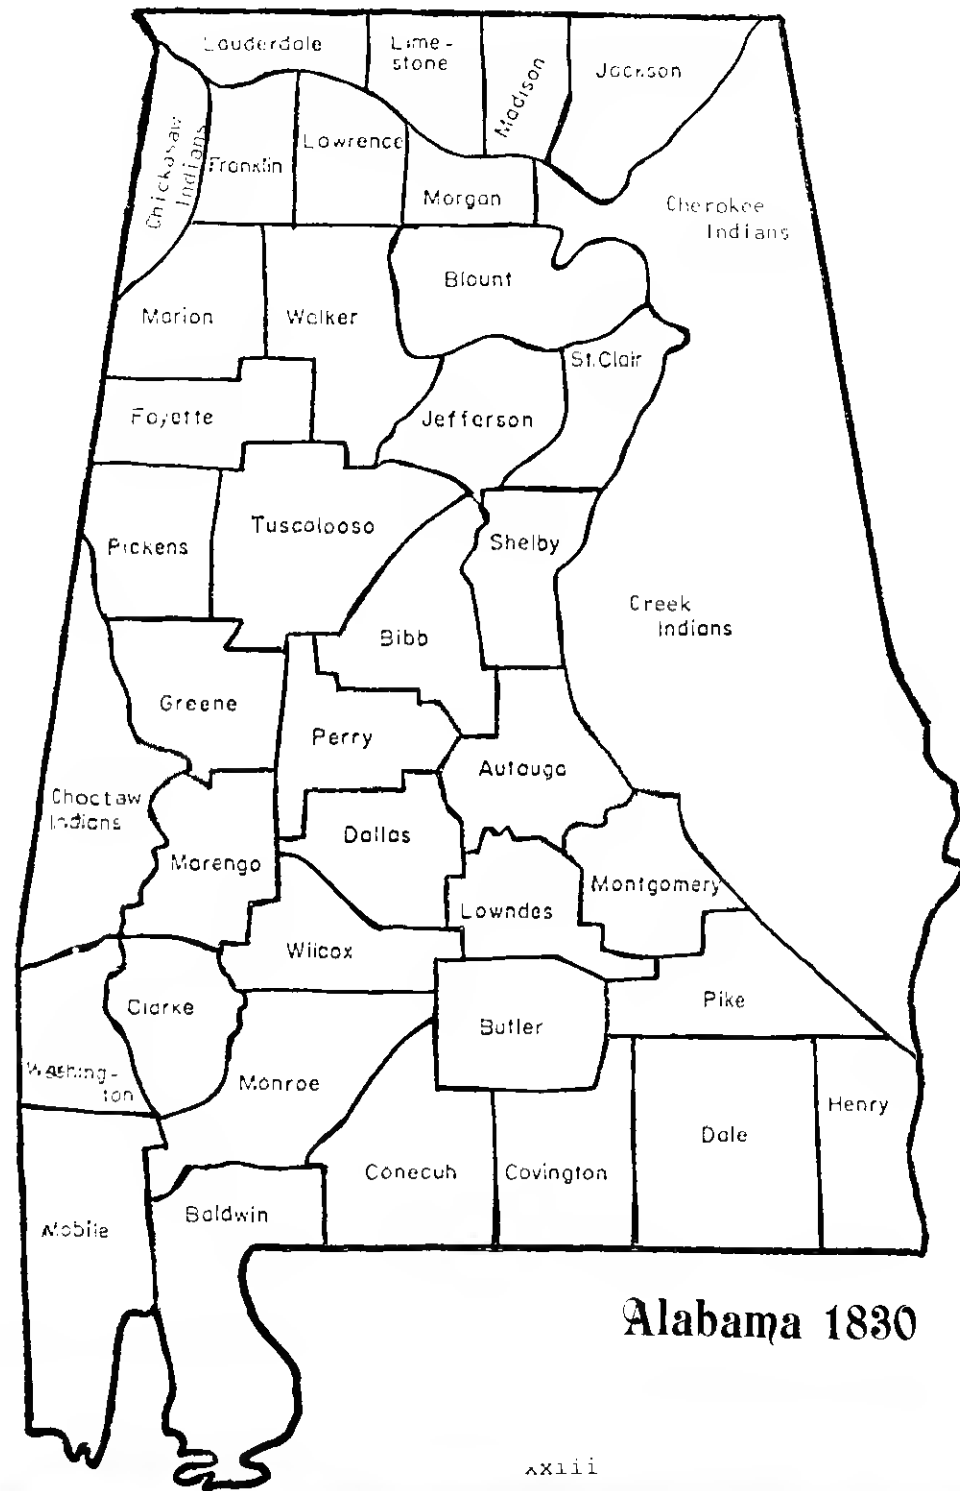 Lauderdale
Lime-
stone
Madison
Jackson
Chickasaw
Indians
Franklin
Lawrence
Morgan
Cherokee
Indians
Blount
Marion
Walker
St. Clair
Fayette
Jefferson
Tuscaloosa
Pickens
Shelby
Creek
Indians
Bibb
Greene
Perry
Autauga
Choctaw
Indians
Dallas
Marengo
Montgomery
Lowndes
Wilcox
Pike
Clarke
Butler
Washing-
ton
Monroe
Henry
Dale
Conecuh
Covington
Baldwin
Mobile
Alabama 1830
xxiii